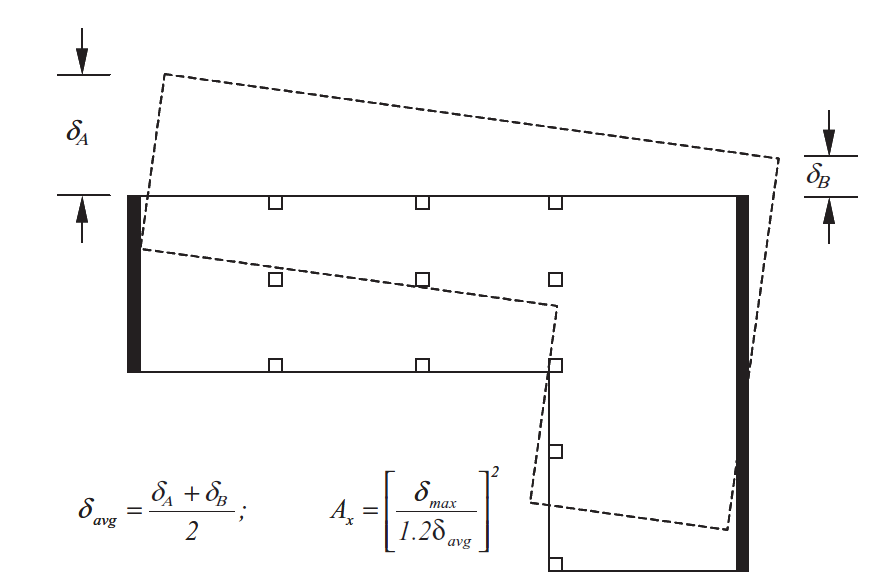 δA
δB
δavg = (δA + δB) / 2 ;
Ax = [δmax / 1.2δavg]²